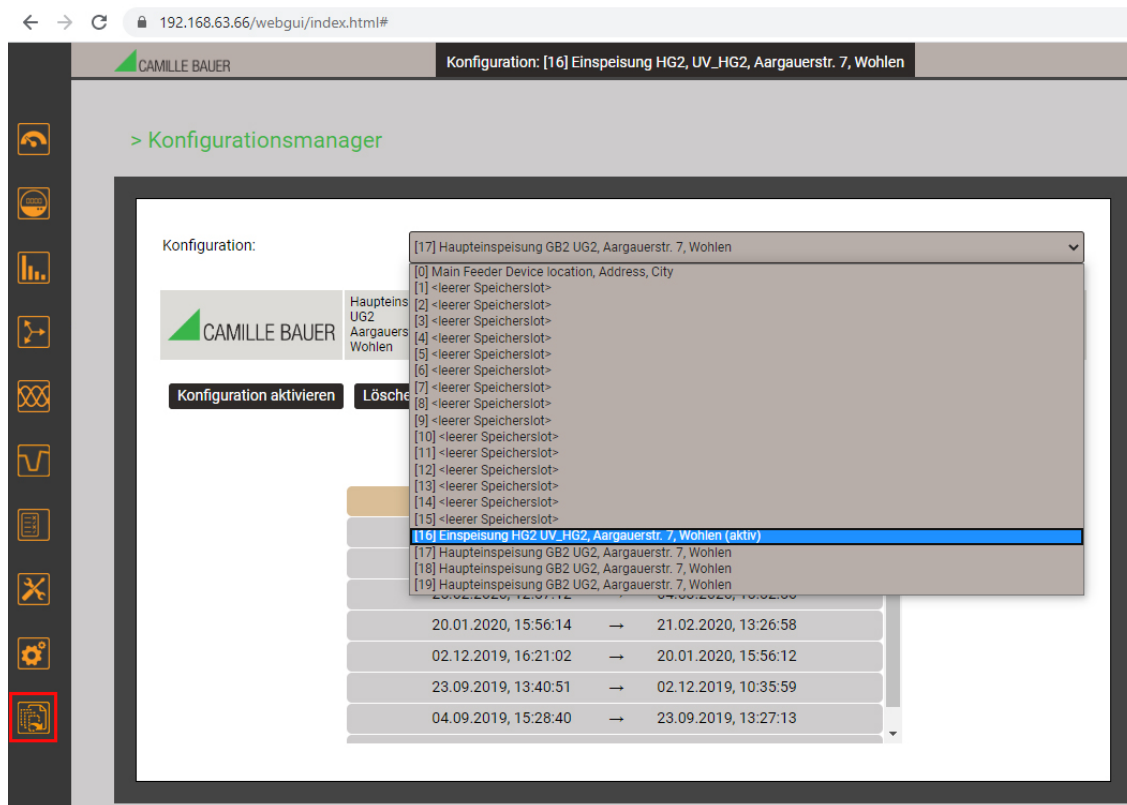 192.168.63.66/webgui/index.html#
CAMILLE BAUER
Konfiguration: [16] Einspeisung HG2, UV_HG2, Aargauerstr. 7, Wohlen
> Konfigurationsmanager
Konfiguration:
[17] Haupteinspeisung GB2 UG2, Aargauerstr. 7, Wohlen
[0] Main Feeder Device location, Address, City
[1] <leerer Speicherslot>
[2] <leerer Speicherslot>
[3] <leerer Speicherslot>
[4] <leerer Speicherslot>
[5] <leerer Speicherslot>
[6] <leerer Speicherslot>
[7] <leerer Speicherslot>
[8] <leerer Speicherslot>
[9] <leerer Speicherslot>
[10] <leerer Speicherslot>
[11] <leerer Speicherslot>
[12] <leerer Speicherslot>
[13] <leerer Speicherslot>
[14] <leerer Speicherslot>
[15] <leerer Speicherslot>
[16] Einspeisung HG2 UV_HG2, Aargauerstr. 7, Wohlen (aktiv)
[17] Haupteinspeisung GB2 UG2, Aargauerstr. 7, Wohlen
[18] Haupteinspeisung GB2 UG2, Aargauerstr. 7, Wohlen
[19] Haupteinspeisung GB2 UG2, Aargauerstr. 7, Wohlen
CAMILLE BAUER
Haupteins
UG2
Aargauers
Wohlen
Konfiguration aktivieren
Lösche
20.01.2020, 15:56:14 → 21.02.2020, 13:26:58
02.12.2019, 16:21:02 → 20.01.2020, 15:56:12
23.09.2019, 13:40:51 → 02.12.2019, 10:35:59
04.09.2019, 15:28:40 → 23.09.2019, 13:27:13